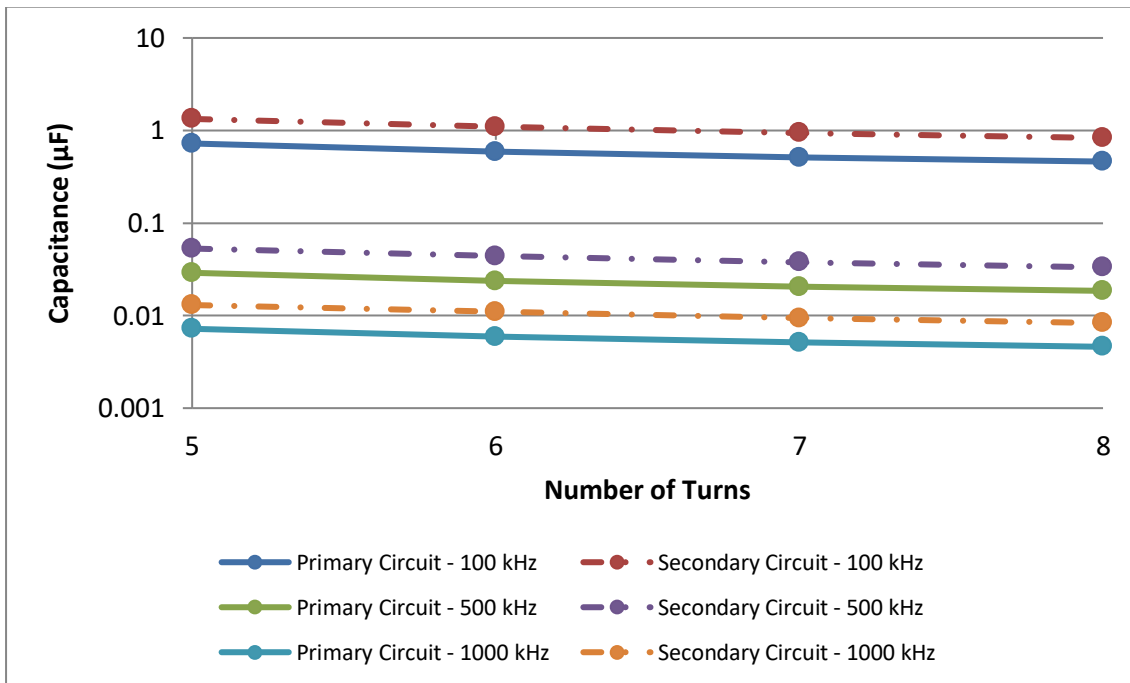 10
1
0.1
0.01
0.001
Capacitance (µF)
5 6 7 8
Number of Turns
Primary Circuit - 100 kHz Secondary Circuit - 100 kHz
Primary Circuit - 500 kHz Secondary Circuit - 500 kHz
Primary Circuit - 1000 kHz Secondary Circuit - 1000 kHz